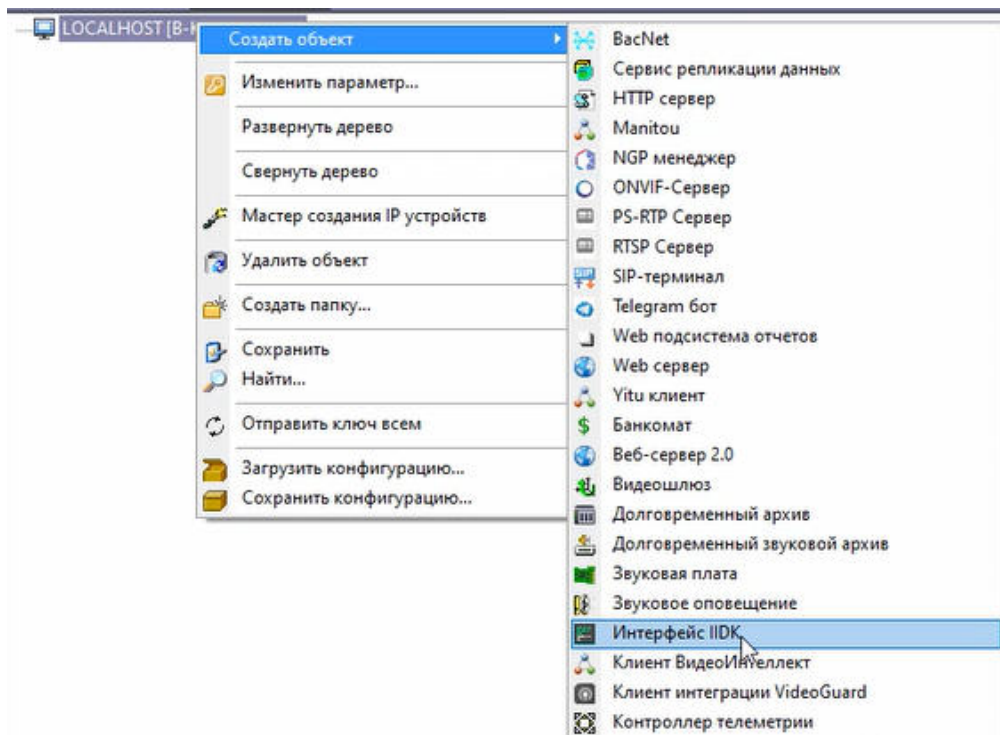 LOCALHOST [B-
Создать объект
Изменить параметр...
Развернуть дерево
Свернуть дерево
Мастер создания IP устройств
Удалить объект
Создать папку...
Сохранить
Найти...
Отправить ключ всем
Загрузить конфигурацию...
Сохранить конфигурацию...
BacNet
Сервис репликации данных
HTTP сервер
Manitou
NGP менеджер
ONVIF-Сервер
PS-RTP Сервер
RTSP Сервер
SIP-терминал
Telegram бот
Web подсистема отчетов
Web сервер
Yitu клиент
Банкомат
Веб-сервер 2.0
Видеошлюз
Долговременный архив
Долговременный звуковой архив
Звуковая плата
Звуковое оповещение
Интерфейс IIDK
Клиент ВидеоИнтеллект
Клиент интеграции VideoGuard
Контроллер телеметрии